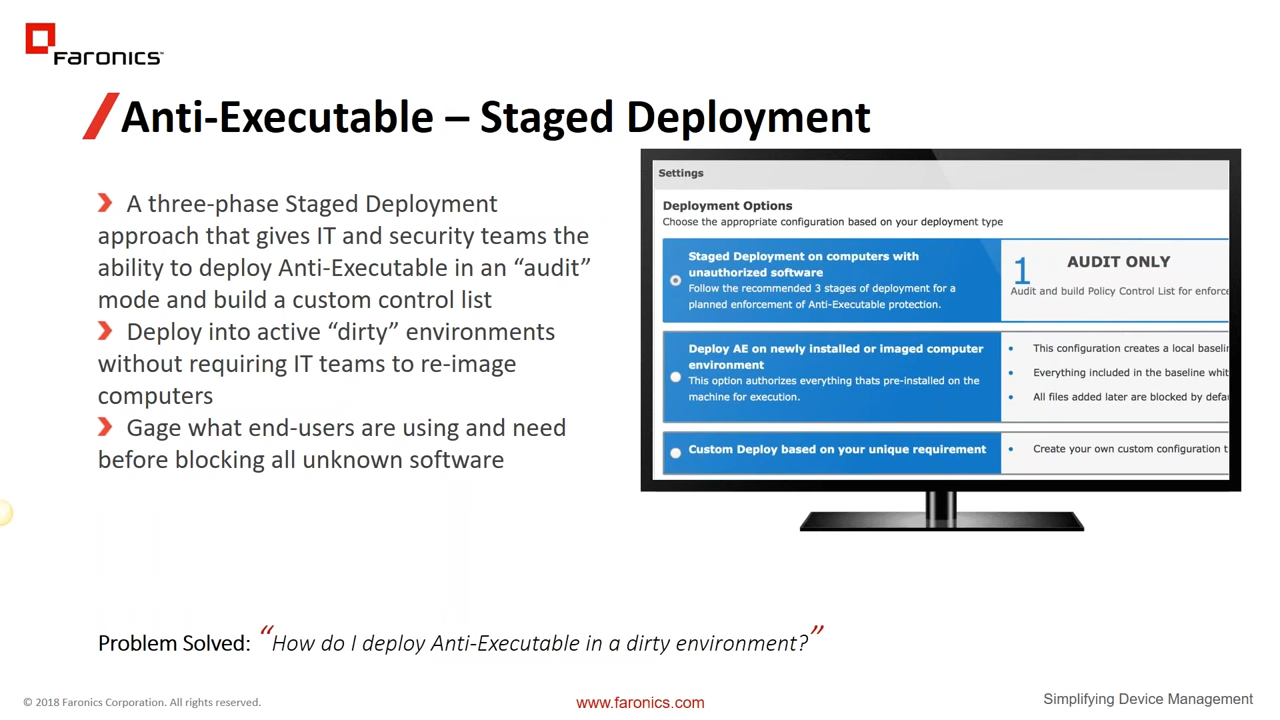 FARONICS™
Anti-Executable – Staged Deployment
A three-phase Staged Deployment
approach that gives IT and security teams the
ability to deploy Anti-Executable in an “audit”
mode and build a custom control list
Deploy into active “dirty” environments
without requiring IT teams to re-image
computers
Gage what end-users are using and need
before blocking all unknown software
Settings
Deployment Options
Choose the appropriate configuration based on your deployment type
Staged Deployment on computers with
unauthorized software
Follow the recommended 3 stages of deployment for a
planned enforcement of Anti-Executable protection.
1 AUDIT ONLY
Audit and build Policy Control List for enforce
Deploy AE on newly installed or imaged computer
environment
This option authorizes everything thats pre-installed on the
machine for execution.
• This configuration creates a local baselin
• Everything included in the baseline whit
• All files added later are blocked by defau
Custom Deploy based on your unique requirement
• Create your own custom configuration t
Problem Solved: “How do I deploy Anti-Executable in a dirty environment?”
© 2018 Faronics Corporation. All rights reserved.
www.faronics.com
Simplifying Device Management